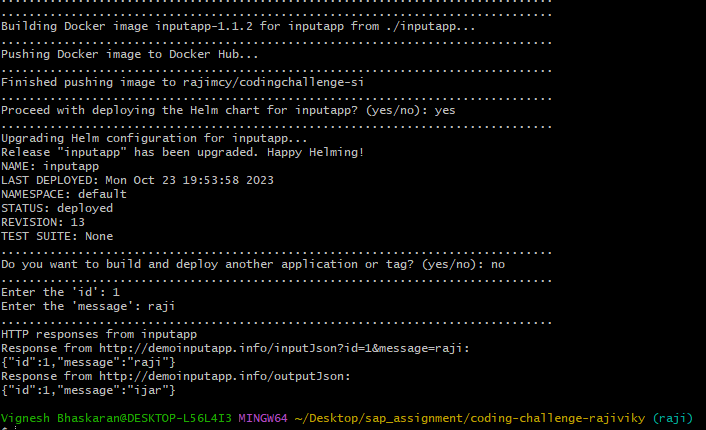 ................................................................................
................................................................................
Building Docker image inputapp-1.1.2 for inputapp from ./inputapp...
................................................................................
Pushing Docker image to Docker Hub...
................................................................................
Finished pushing image to rajimcy/codingchallenge-si
................................................................................
Proceed with deploying the Helm chart for inputapp? (yes/no): yes
................................................................................
Upgrading Helm configuration for inputapp...
Release "inputapp" has been upgraded. Happy Helming!
NAME: inputapp
LAST DEPLOYED: Mon Oct 23 19:53:58 2023
NAMESPACE: default
STATUS: deployed
REVISION: 13
TEST SUITE: None
................................................................................
Do you want to build and deploy another application or tag? (yes/no): no
................................................................................
Enter the 'id': 1
Enter the 'message': raji
................................................................................
HTTP responses from inputapp
Response from http://demoinputapp.info/inputJson?id=1&message=raji:
{"id":1,"message":"raji"}
Response from http://demoinputapp.info/outputJson:
{"id":1,"message":"ijar"}
Vignesh Bhaskaran@DESKTOP-L56L4I3 MINGW64 ~/Desktop/sap_assignment/coding-challenge-rajiviky (raji)